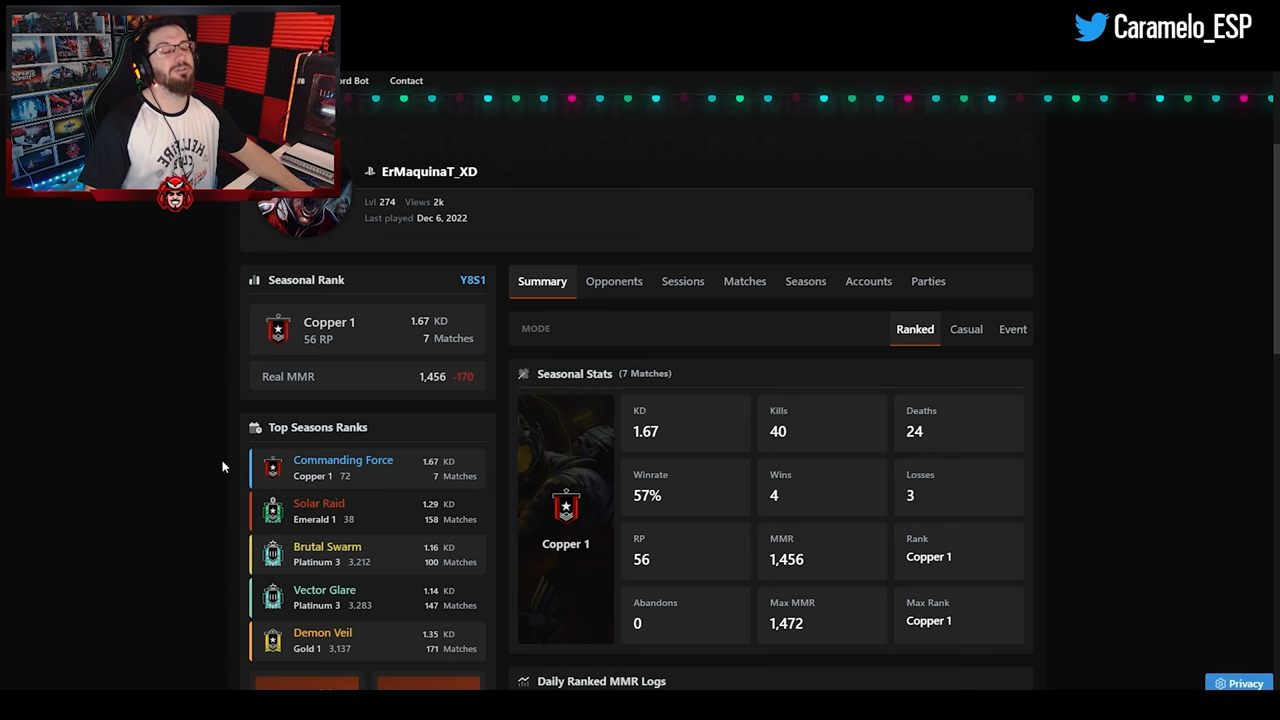 Caramelo_ESP
rd Bot Contact
ErMaquinaT_XD
Lvl 274 Views 2k
Last played Dec 6, 2022
Seasonal Rank Y8S1
Copper 1 1.67 KD
56 RP 7 Matches
Real MMR 1,456 -170
Top Seasons Ranks
Commanding Force 1.67 KD
Copper 1 72 7 Matches
Solar Raid 1.29 KD
Emerald 1 38 158 Matches
Brutal Swarm 1.16 KD
Platinum 3 3,212 100 Matches
Vector Glare 1.14 KD
Platinum 3 3,283 147 Matches
Demon Veil 1.35 KD
Gold 1 3,137 171 Matches
Summary Opponents Sessions Matches Seasons Accounts Parties
MODE Ranked Casual Event
Seasonal Stats (7 Matches)
Copper 1
KD Kills Deaths
1.67 40 24
Winrate Wins Losses
57% 4 3
RP MMR Rank
56 1,456 Copper 1
Abandons Max MMR Max Rank
0 1,472 Copper 1
Daily Ranked MMR Logs
Privacy